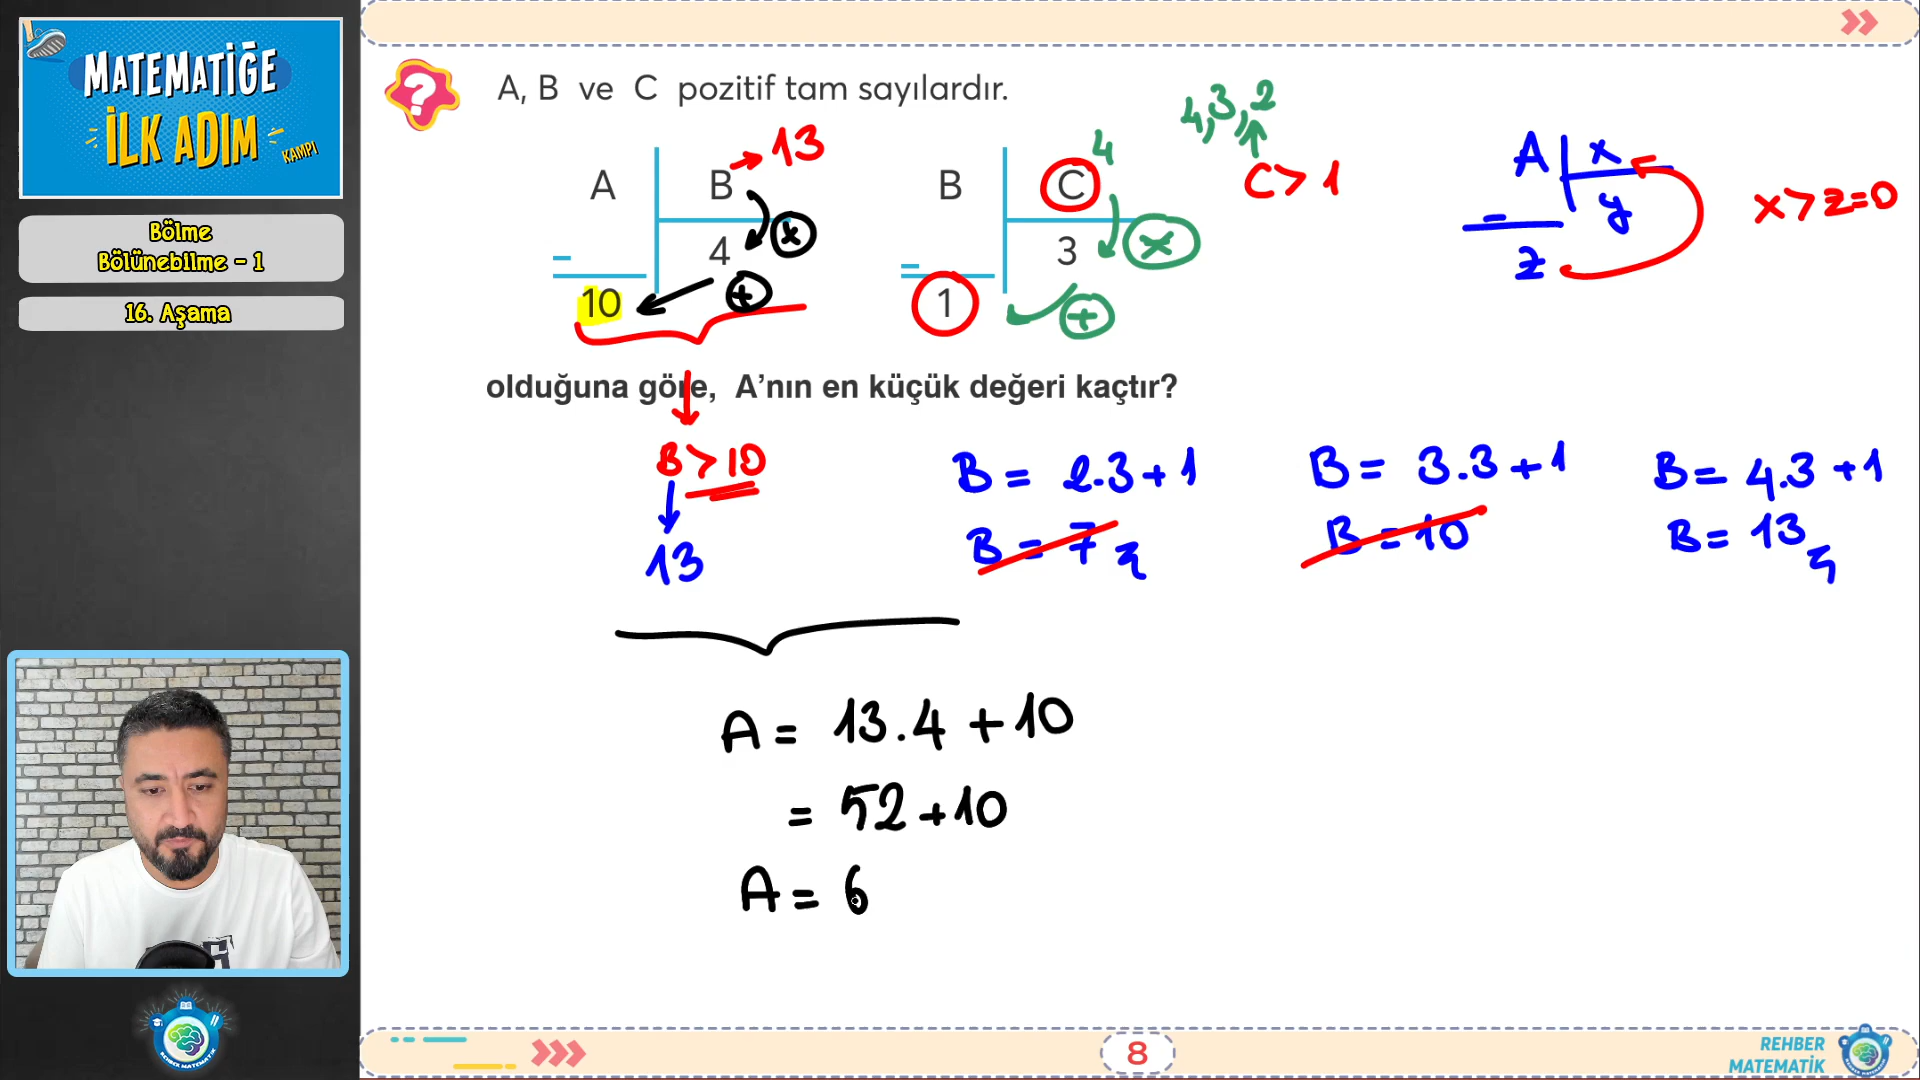 MATEMATİĞE
İLK ADIM
KAMPI
Bölme
Bölünebilme - 1
16. Aşama
A, B ve C pozitif tam sayılardır.
A B → 13
4 x
10 +
B C 4
3 x
1 +
4, 3, 2
C > 1
A x
y
z
x > z = 0
olduğuna göre, A'nın en küçük değeri kaçtır?
B > 10
13
B = 2.3 + 1
B = 7
B = 3.3 + 1
B = 10
B = 4.3 + 1
B = 13
A = 13.4 + 10
= 52 + 10
A = 6
8
REHBER
MATEMATİK
REHBER MATEMATİK